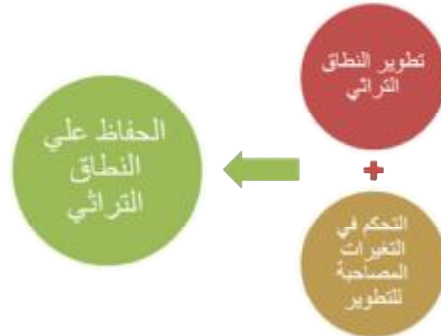 تطوير النطاق
التراثي
+
التحكم في
التغيرات
المصاحبة
للتطوير
الحفاظ علي
النطاق
التراثي